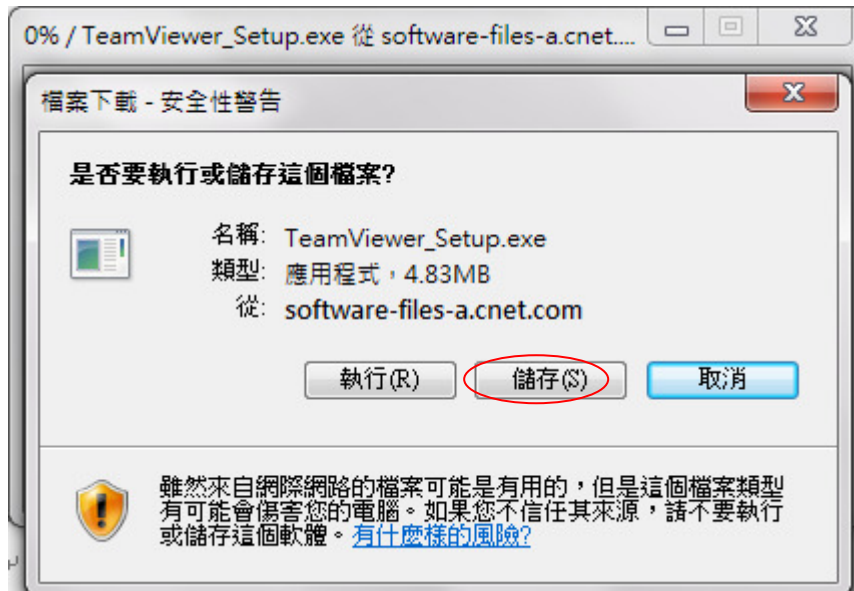 0% / TeamViewer_Setup.exe 從 software-files-a.cnet....
檔案下載 - 安全性警告
是否要執行或儲存這個檔案?
名稱: TeamViewer_Setup.exe
類型: 應用程式，4.83MB
從: software-files-a.cnet.com
執行(R) 儲存(S) 取消
雖然來自網際網路的檔案可能是有用的，但是這個檔案類型
有可能會傷害您的電腦。如果您不信任其來源，請不要執行
或儲存這個軟體。有什麼樣的風險?